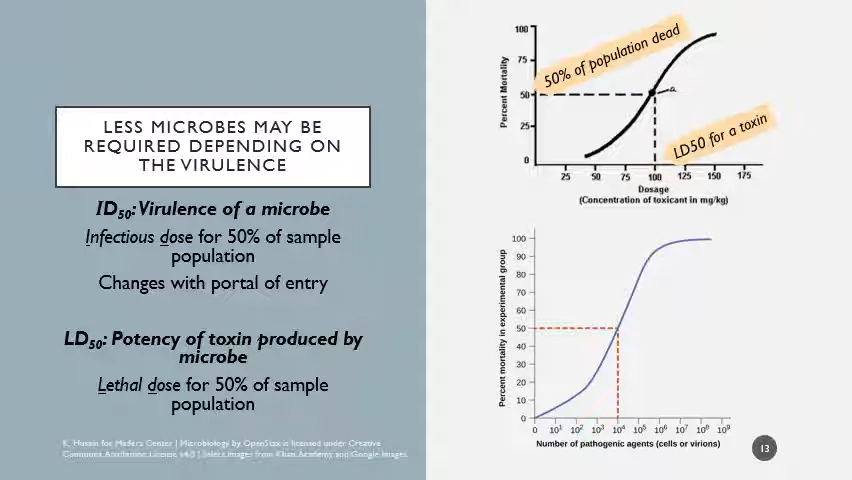 LESS MICROBES MAY BE
REQUIRED DEPENDING ON
THE VIRULENCE
ID50: Virulence of a microbe
Infectious dose for 50% of sample
population
Changes with portal of entry
LD50: Potency of toxin produced by
microbe
Lethal dose for 50% of sample
population
K. Husain for Madera Center | Microbiology by OpenStax is licensed under Creative
Commons Attribution License v4.0 | Select images from Khan Academy and Google Images.
50% of population dead
LD50 for a toxin
Percent Mortality
100
75
50
25
0
a
25 50 75 100 125 150 175
Dosage
(Concentration of toxicant in mg/kg)
Percent mortality in experimental group
100
90
80
70
60
50
40
30
20
10
0
0 10¹ 10² 10³ 10⁴ 10⁵ 10⁶ 10⁷ 10⁸ 10⁹
Number of pathogenic agents (cells or virions)
13